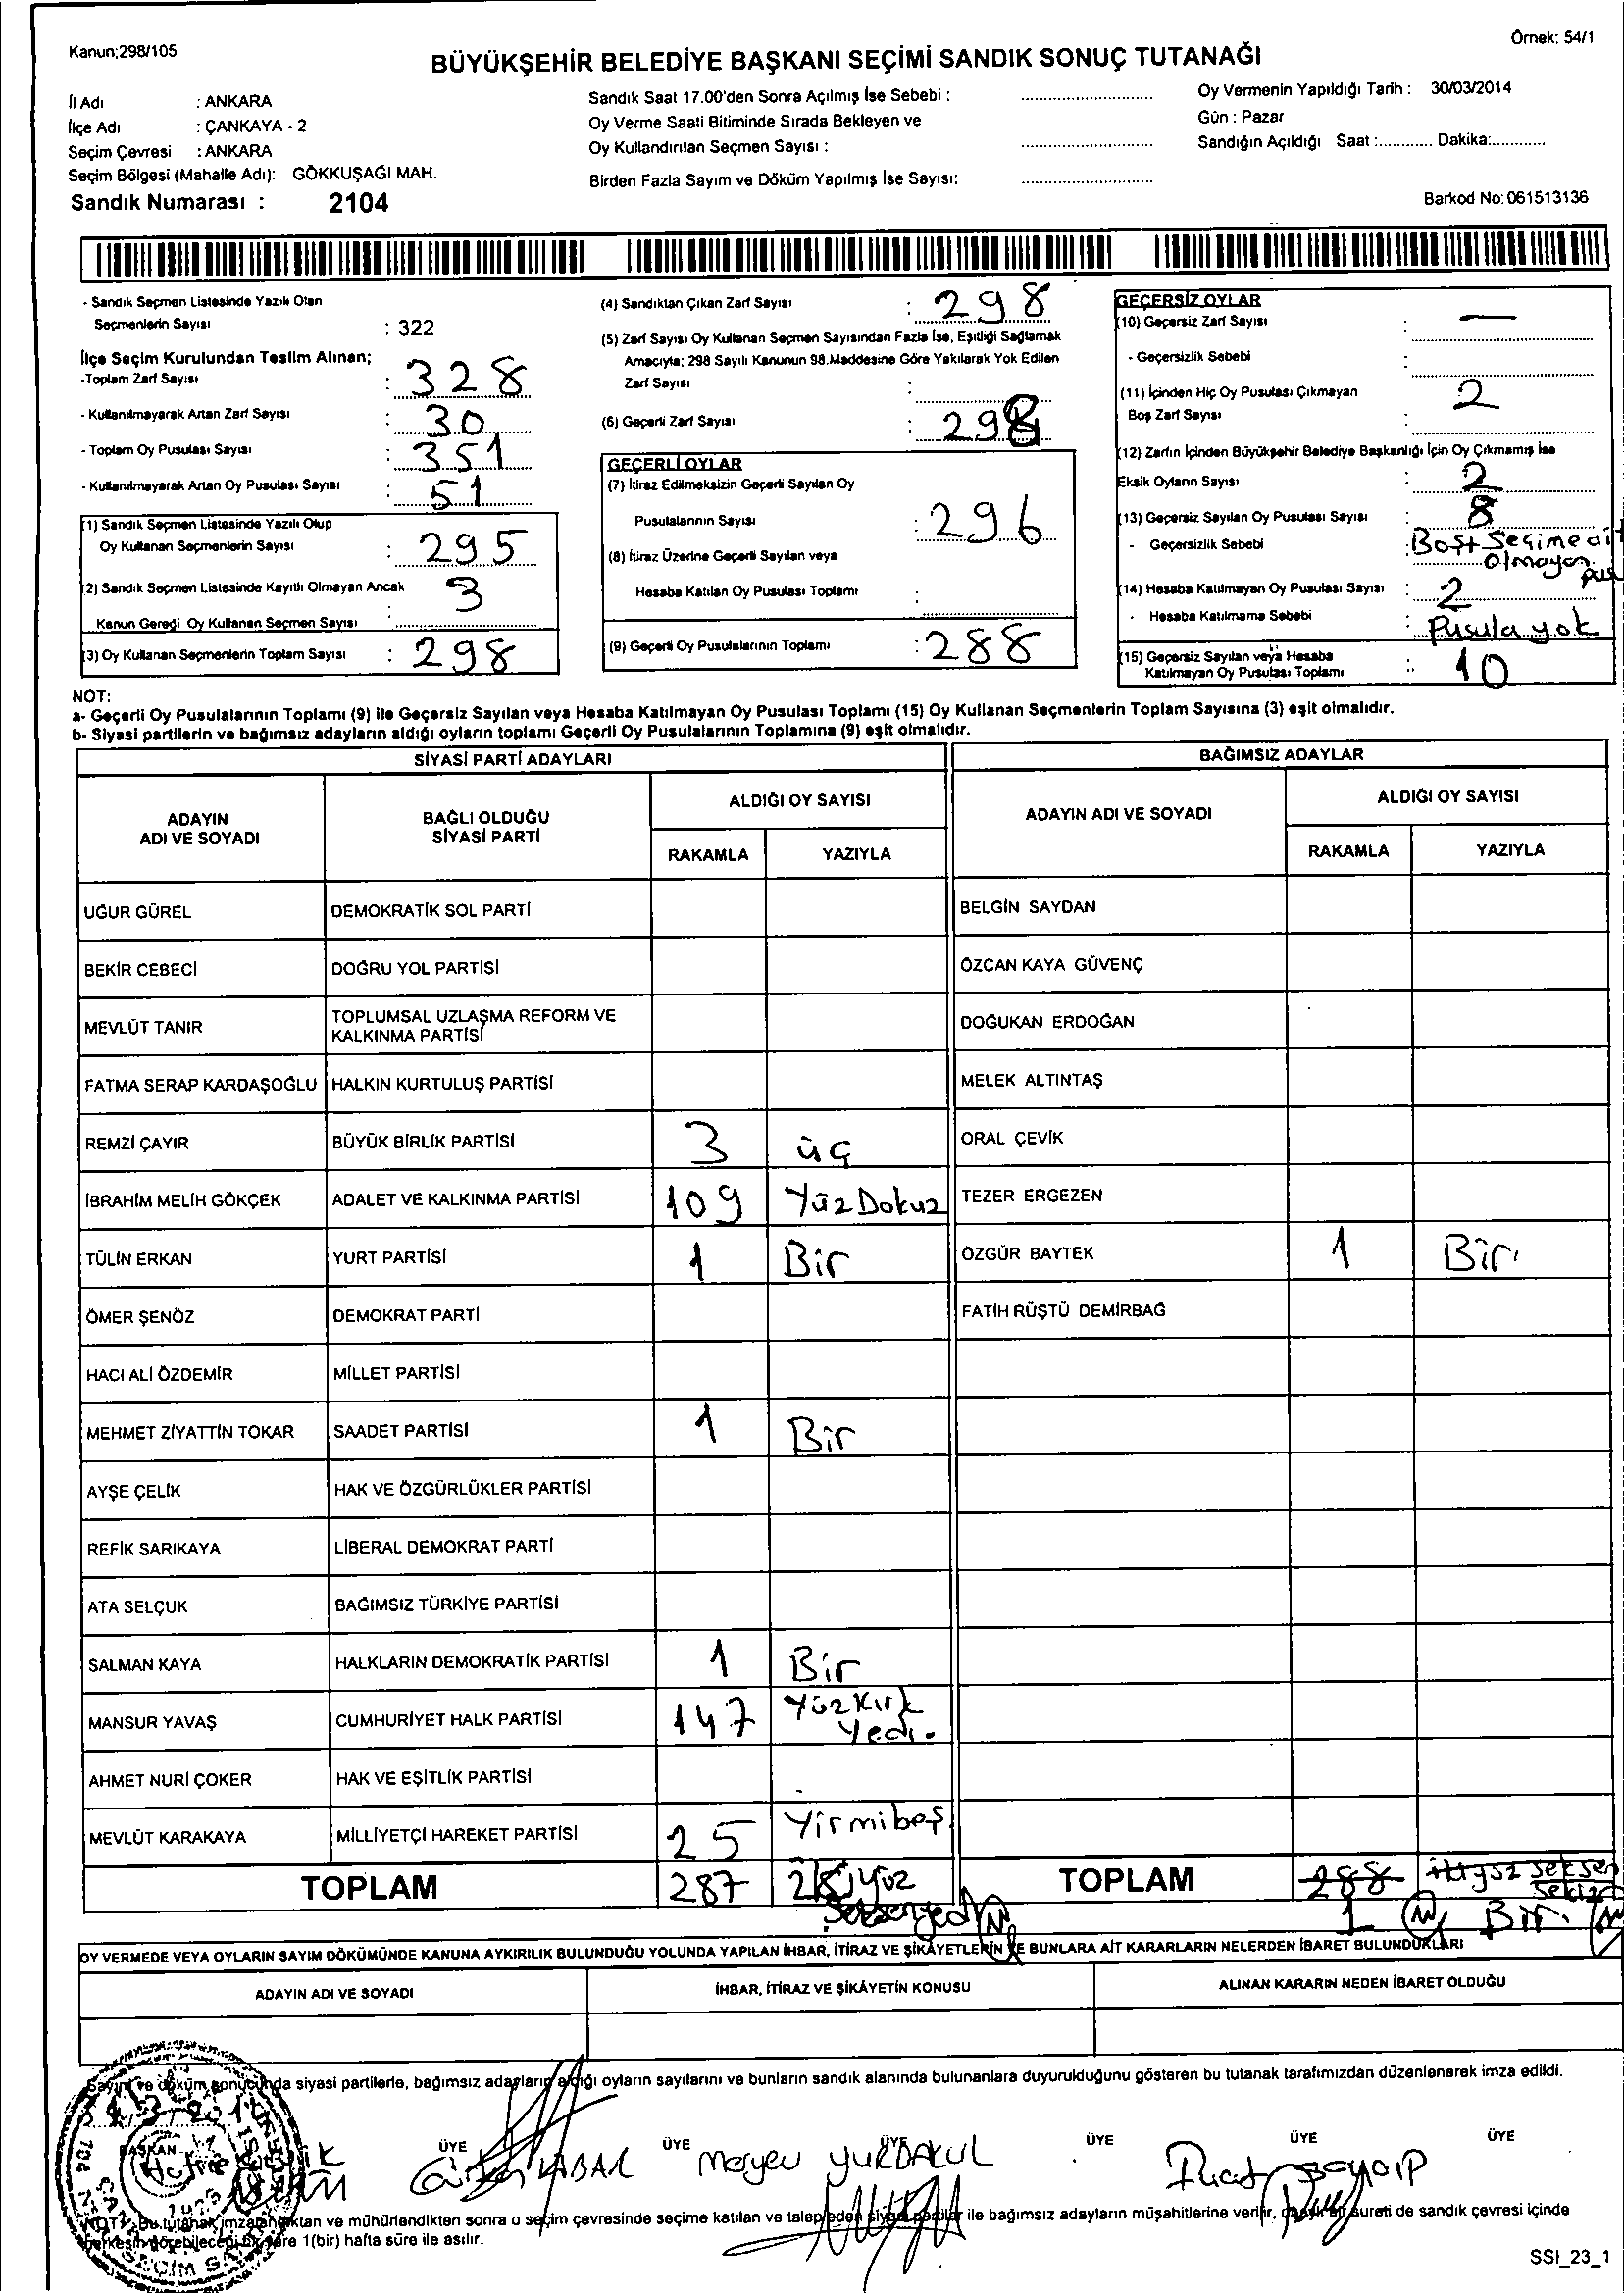 Kanun;298/105
Örnek: 54/1
BÜYÜKŞEHİR BELEDİYE BAŞKANI SEÇİMİ SANDIK SONUÇ TUTANAĞI
İl Adı : ANKARA
İlçe Adı : ÇANKAYA - 2
Seçim Çevresi : ANKARA
Seçim Bölgesi (Mahalle Adı): GÖKKUŞAĞI MAH.
Sandık Numarası : 2104
Sandık Saat 17.00'den Sonra Açılmış İse Sebebi :
Oy Verme Saati Bitiminde Sırada Bekleyen ve
Oy Kullandırılan Seçmen Sayısı :
Birden Fazla Sayım ve Döküm Yapılmış İse Sayısı:
Oy Vermenin Yapıldığı Tarih : 30/03/2014
Gün : Pazar
Sandığın Açıldığı Saat :............ Dakika:............
Barkod No: 061513136
- Sandık Seçmen Listesinde Yazılı Olan
Seçmenlerin Sayısı : 322
İlçe Seçim Kurulundan Teslim Alınan;
-Toplam Zarf Sayısı : 328
- Kullanılmayarak Artan Zarf Sayısı : 30
- Toplam Oy Pusulası Sayısı : 351
- Kullanılmayarak Artan Oy Pusulası Sayısı : 51
(1) Sandık Seçmen Listesinde Yazılı Olup
Oy Kullanan Seçmenlerin Sayısı : 295
(2) Sandık Seçmen Listesinde Kayıtlı Olmayan Ancak
Kanun Gereği Oy Kullanan Seçmen Sayısı : 3
(3) Oy Kullanan Seçmenlerin Toplam Sayısı : 298
(4) Sandıktan Çıkan Zarf Sayısı : 298
(5) Zarf Sayısı Oy Kullanan Seçmen Sayısından Fazla İse, Eşitliği Sağlamak
Amacıyla; 298 Sayılı Kanunun 98.Maddesine Göre Yakılarak Yok Edilen
Zarf Sayısı :
(6) Geçerli Zarf Sayısı : 298
GEÇERLİ OYLAR
(7) İtiraz Edilmeksizin Geçerli Sayılan Oy
Pusulalarının Sayısı : 296
(8) İtiraz Üzerine Geçerli Sayılan veya
Hesaba Katılan Oy Pusulası Toplamı :
(9) Geçerli Oy Pusulalarının Toplamı : 288
GEÇERSİZ OYLAR
(10) Geçersiz Zarf Sayısı : —
- Geçersizlik Sebebi :
(11) İçinden Hiç Oy Pusulası Çıkmayan
Boş Zarf Sayısı : 2
(12) Zarfın İçinden Büyükşehir Belediye Başkanlığı İçin Oy Çıkmamış İse
Eksik Oyların Sayısı : 2
(13) Geçersiz Sayılan Oy Pusulası Sayısı : 8
- Geçersizlik Sebebi : Boş+Seçime ait
olmayan pus
(14) Hesaba Katılmayan Oy Pusulası Sayısı : 2
- Hesaba Katılmama Sebebi : Pusula yok
(15) Geçersiz Sayılan veya Hesaba
Katılmayan Oy Pusulası Toplamı : 10
NOT:
a- Geçerli Oy Pusulalarının Toplamı (9) ile Geçersiz Sayılan veya Hesaba Katılmayan Oy Pusulası Toplamı (15) Oy Kullanan Seçmenlerin Toplam Sayısına (3) eşit olmalıdır.
b- Siyasi partilerin ve bağımsız adayların aldığı oyların toplamı Geçerli Oy Pusulalarının Toplamına (9) eşit olmalıdır.
SİYASİ PARTİ ADAYLARI BAĞIMSIZ ADAYLAR
ADAYIN ADI VE SOYADI BAĞLI OLDUĞU SİYASİ PARTİ ALDIĞI OY SAYISI ADAYIN ADI VE SOYADI ALDIĞI OY SAYISI
RAKAMLA YAZIYLA RAKAMLA YAZIYLA
UĞUR GÜREL DEMOKRATİK SOL PARTİ BELGİN SAYDAN
BEKİR CEBECİ DOĞRU YOL PARTİSİ ÖZCAN KAYA GÜVENÇ
MEVLÜT TANIR TOPLUMSAL UZLAŞMA REFORM VE KALKINMA PARTİSİ DOĞUKAN ERDOĞAN
FATMA SERAP KARDAŞOĞLU HALKIN KURTULUŞ PARTİSİ MELEK ALTINTAŞ
REMZİ ÇAYIR BÜYÜK BİRLİK PARTİSİ 3 üç ORAL ÇEVİK
İBRAHİM MELİH GÖKÇEK ADALET VE KALKINMA PARTİSİ 109 YüzDokuz TEZER ERGEZEN
TÜLİN ERKAN YURT PARTİSİ 1 Bir ÖZGÜR BAYTEK 1 Bir
ÖMER ŞENÖZ DEMOKRAT PARTİ FATİH RÜŞTÜ DEMİRBAĞ
HACI ALİ ÖZDEMİR MİLLET PARTİSİ
MEHMET ZİYATTİN TOKAR SAADET PARTİSİ 1 Bir
AYŞE ÇELİK HAK VE ÖZGÜRLÜKLER PARTİSİ
REFİK SARIKAYA LİBERAL DEMOKRAT PARTİ
ATA SELÇUK BAĞIMSIZ TÜRKİYE PARTİSİ
SALMAN KAYA HALKLARIN DEMOKRATİK PARTİSİ 1 Bir
MANSUR YAVAŞ CUMHURİYET HALK PARTİSİ 147 Yüz Kırk Yedi.
AHMET NURİ ÇOKER HAK VE EŞİTLİK PARTİSİ
MEVLÜT KARAKAYA MİLLİYETÇİ HAREKET PARTİSİ 25 Yirmibeş
TOPLAM 287 ikiyüz Seksenyedi TOPLAM 288 ikiyüz seksen sekiz
1 Bir.
OY VERMEDE VEYA OYLARIN SAYIM DÖKÜMÜNDE KANUNA AYKIRILIK BULUNDUĞU YOLUNDA YAPILAN İHBAR, İTİRAZ VE ŞİKÂYETLERİN VE BUNLARA AİT KARARLARIN NELERDEN İBARET BULUNDUKLARI
ADAYIN ADI VE SOYADI İHBAR, İTİRAZ VE ŞİKÂYETİN KONUSU ALINAN KARARIN NEDEN İBARET OLDUĞU
Sayım ve döküm sonucunda siyasi partilerle, bağımsız adayların aldığı oyların sayılarını ve bunların sandık alanında bulunanlara duyurulduğunu gösteren bu tutanak tarafımızdan düzenlenerek imza edildi.
BAŞKAN ÜYE ÜYE ÜYE ÜYE ÜYE ÜYE
Meryem YURDAKUL
NOT: Bu tutanak imzalandıktan ve mühürlendikten sonra o seçim çevresinde seçime katılan ve talep eden siyasi partiler ile bağımsız adayların müşahitlerine verilir, onaylı bir sureti de sandık çevresi içinde
herkesin görebileceği bir yere 1(bir) hafta süre ile asılır.
SSI_23_1